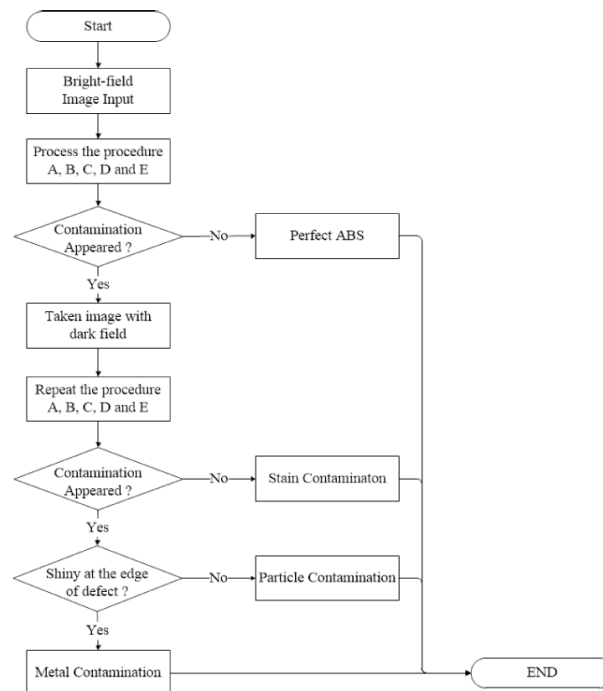 Start
Bright-field
Image Input
Process the procedure
A, B, C, D and E
Contamination
Appeared ?
No
Perfect ABS
Yes
Taken image with
dark field
Repeat the procedure
A, B, C, D and E
Contamination
Appeared ?
No
Stain Contaminaton
Yes
Shiny at the edge
of defect ?
No
Particle Contamination
Yes
Metal Contamination
END